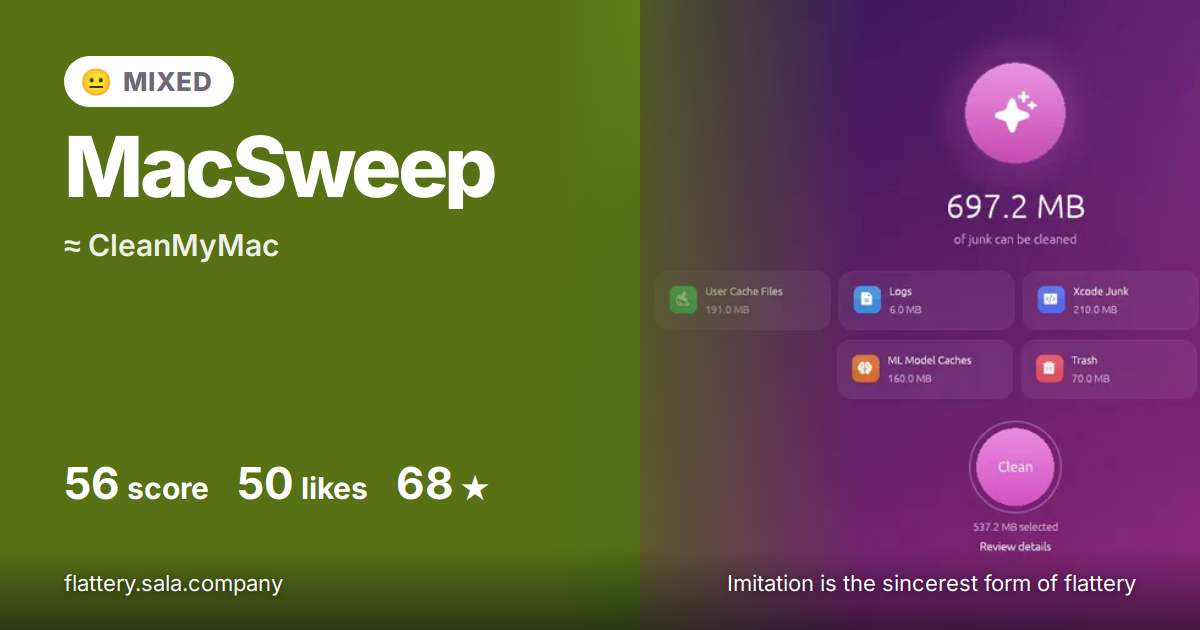 😐 MIXED
MacSweep
≈ CleanMyMac
56 score 50 likes 68 ★
flattery.sala.company
697.2 MB
of junk can be cleaned
User Cache Files
191.0 MB
Logs
6.0 MB
Xcode Junk
210.0 MB
ML Model Caches
160.0 MB
Trash
70.0 MB
Clean
537.2 MB selected
Review details
Imitation is the sincerest form of flattery